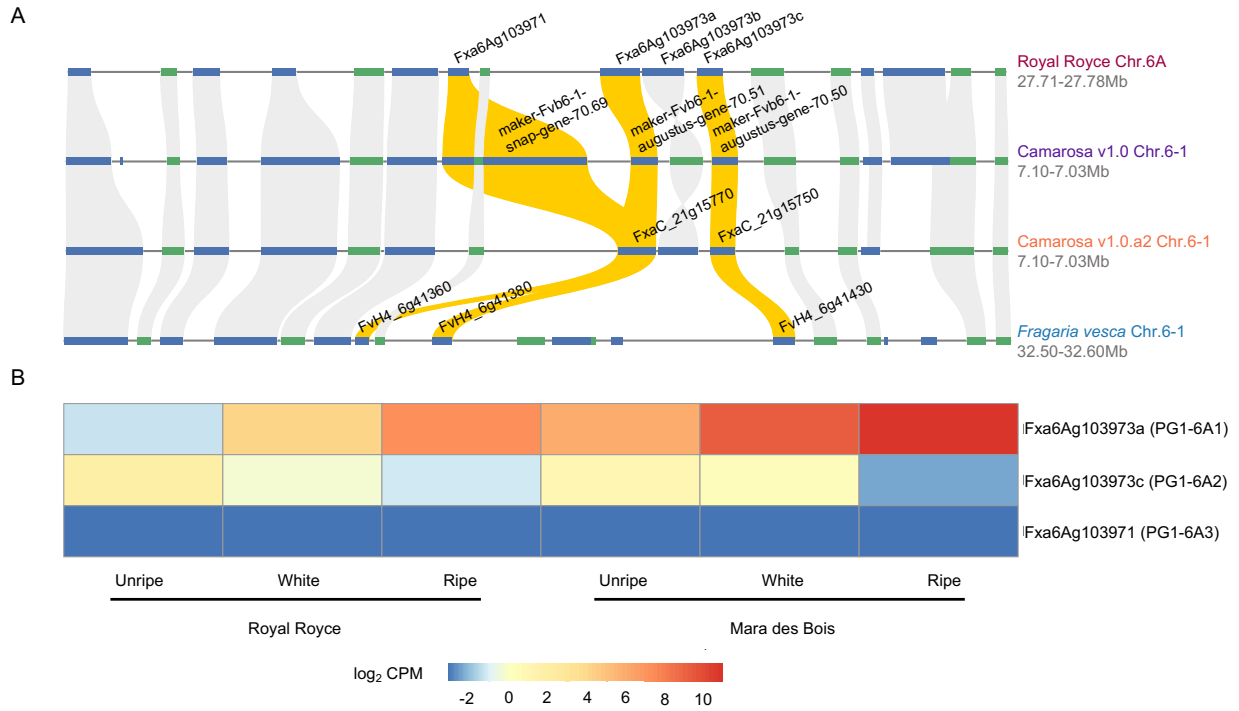 A
Fxa6Ag103971
Fxa6Ag103973a
Fxa6Ag103973b
Fxa6Ag103973c
Royal Royce Chr.6A
27.71-27.78Mb
maker-Fvb6-1-
snap-gene-70.69
maker-Fvb6-1-
augustus-gene-70.51
maker-Fvb6-1-
augustus-gene-70.50
Camarosa v1.0 Chr.6-1
7.10-7.03Mb
FxaC_21g15770
FxaC_21g15750
Camarosa v1.0.a2 Chr.6-1
7.10-7.03Mb
FvH4_6g41360
FvH4_6g41380
FvH4_6g41430
Fragaria vesca Chr.6-1
32.50-32.60Mb
B
Fxa6Ag103973a (PG1-6A1)
Fxa6Ag103973c (PG1-6A2)
Fxa6Ag103971 (PG1-6A3)
Unripe White Ripe Unripe White Ripe
Royal Royce Mara des Bois
log₂ CPM
-2 0 2 4 6 8 10